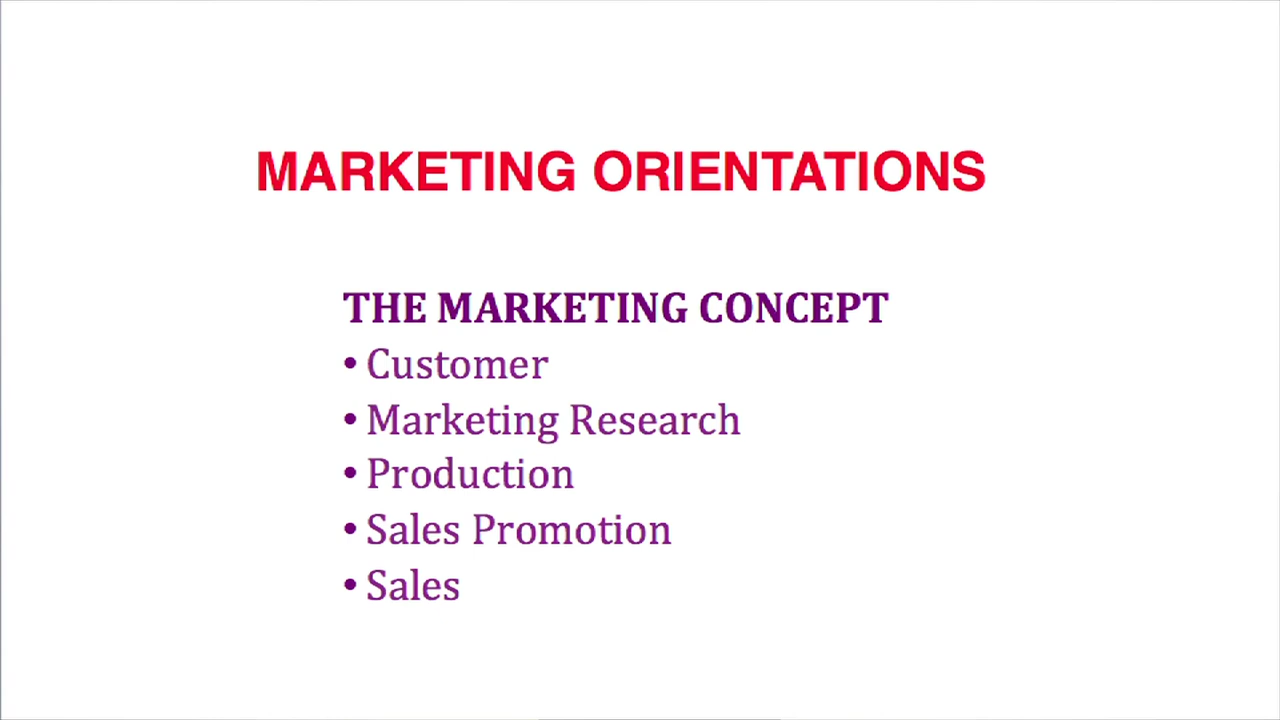 MARKETING ORIENTATIONS
THE MARKETING CONCEPT
• Customer
• Marketing Research
• Production
• Sales Promotion
• Sales